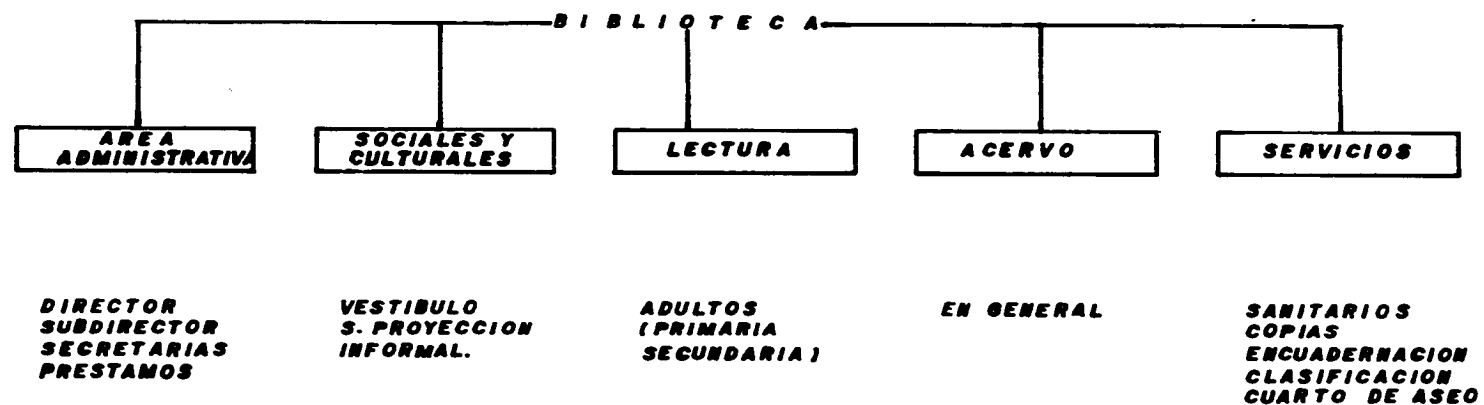 BIBLIOTECA
AREA
ADMINISTRATIVA
SOCIALES Y
CULTURALES
LECTURA
ACERVO
SERVICIOS
DIRECTOR
SUBDIRECTOR
SECRETARIAS
PRESTAMOS
VESTIBULO
S. PROYECCION
INFORMAL.
ADULTOS
(PRIMARIA
SECUNDARIA)
EN GENERAL
SANITARIOS
COPIAS
ENCUADERNACION
CLASIFICACION
CUARTO DE ASEO